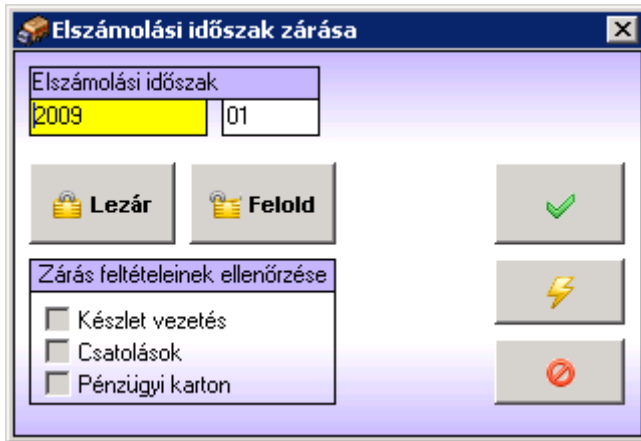 Elszámolási időszak zárása
Elszámolási időszak
2009 01
Lezár Felold
Zárás feltételeinek ellenőrzése
Készlet vezetés
Csatolások
Pénzügyi karton